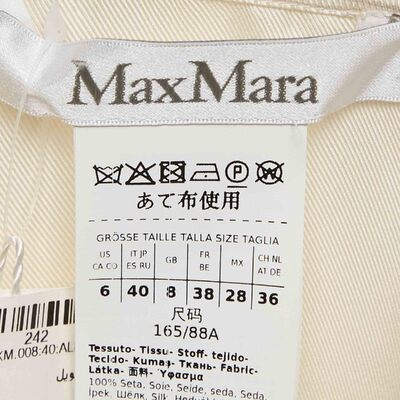 MaxMara
あて布使用
GRÖSSE TAILLE TALLA SIZE TAGLIA
US CA CO IT JP ES RU GB FR BE MX CH NL AT DE
6 40 8 38 28 36
尺码
165/88A
Tessuto- Tissu- Stoff- tejido-
Tecido- Kumaş- Ткань- Fabric-
Látka- 面料- Ύφασμα
100% Seta, Soie, Seide, seda, Seda,
İpek, Шёлк, Silk,
242